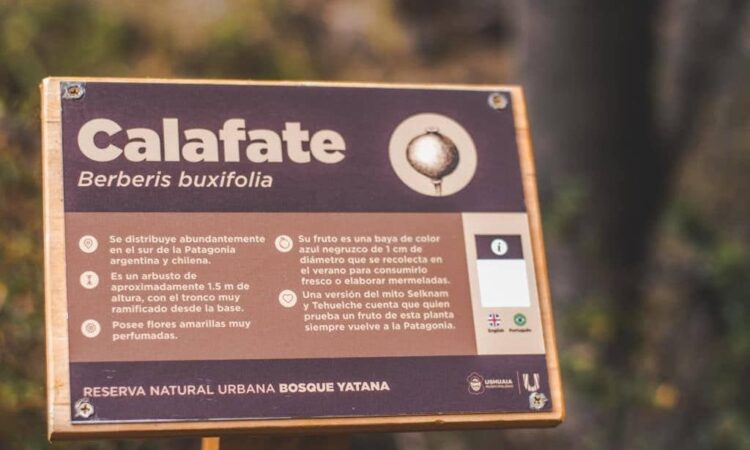 Calafate
Berberis buxifolia
Se distribuye abundantemente
en el sur de la Patagonia
argentina y chilena.
Es un arbusto de
aproximadamente 1.5 m de
altura, con el tronco muy
ramificado desde la base.
Posee flores amarillas muy
perfumadas.
Su fruto es una baya de color
azul negruzco de 1 cm de
diámetro que se recolecta en
el verano para consumirlo
fresco o elaborar mermeladas.
Una versión del mito Selknam
y Tehuelche cuenta que quien
prueba un fruto de esta planta
siempre vuelve a la Patagonia.
English
Português
RESERVA NATURAL URBANA BOSQUE YATANA
USHUAIA